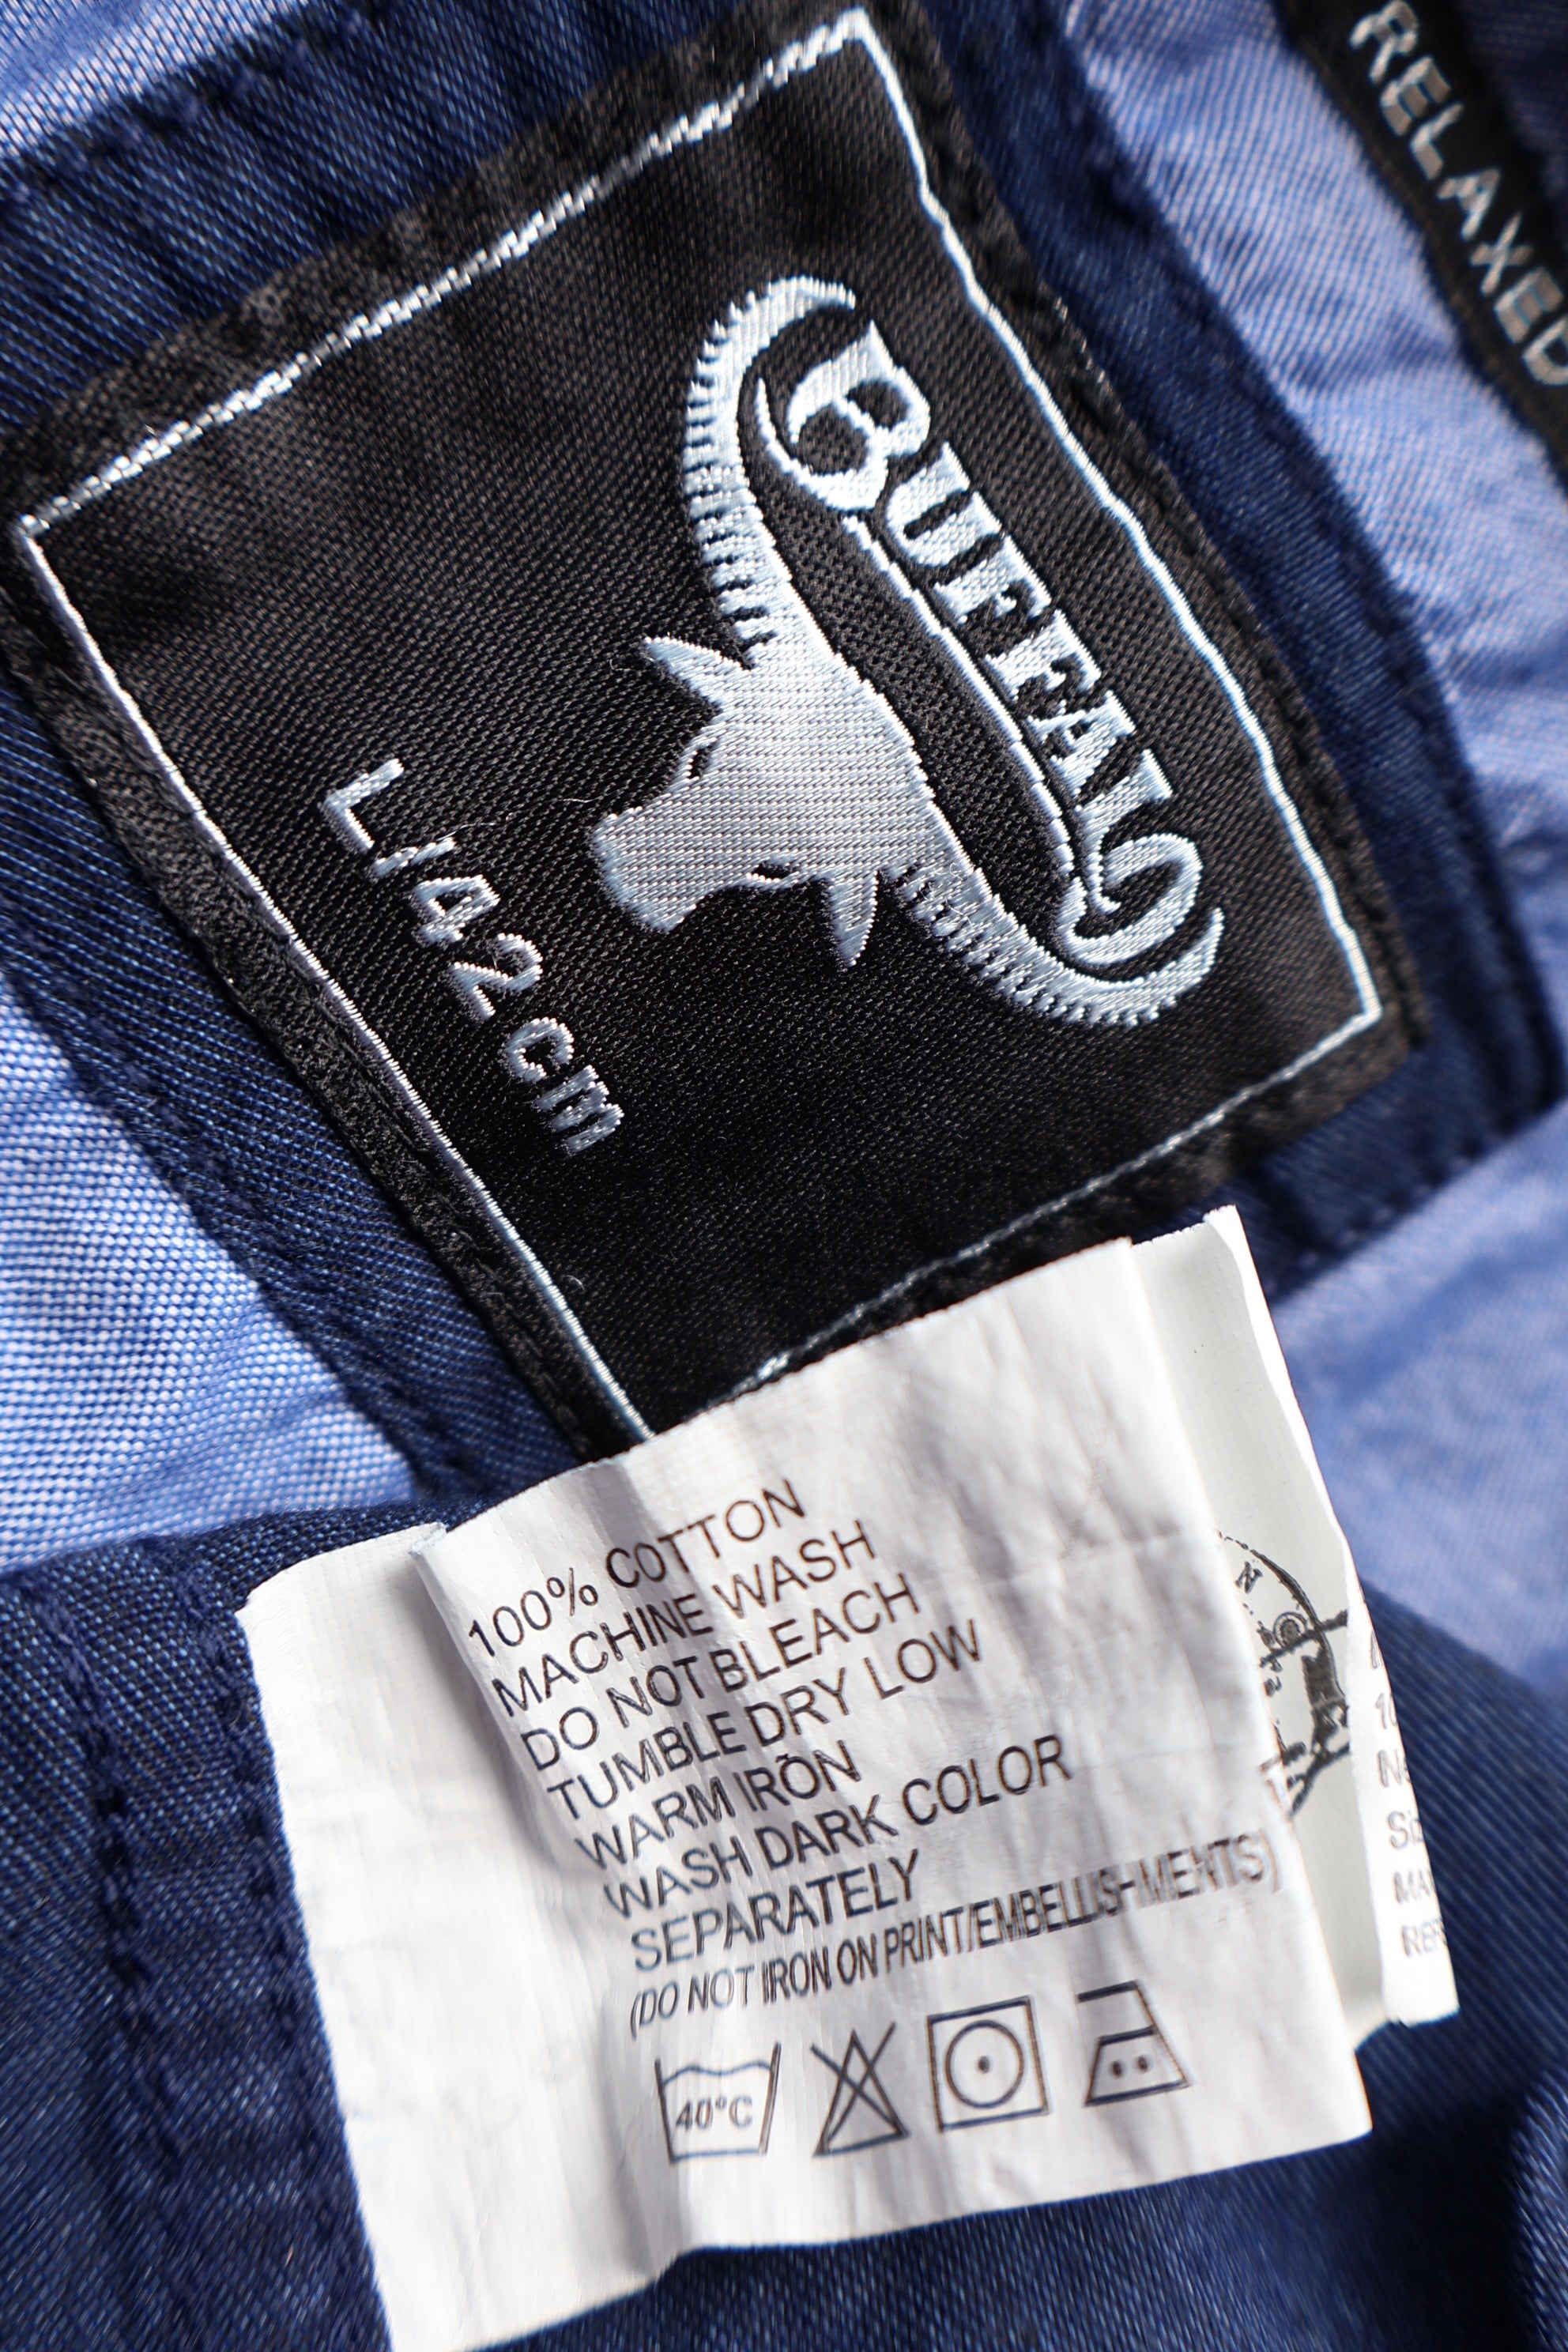 RELAXED
BUFFALO
L/42cm
100% COTTON
MACHINE WASH
DO NOT BLEACH
TUMBLE DRY LOW
WARM IRON
WASH DARK COLOR
SEPARATELY
(DO NOT IRON ON PRINT/EMBELLISHMENTS)
40°C
N